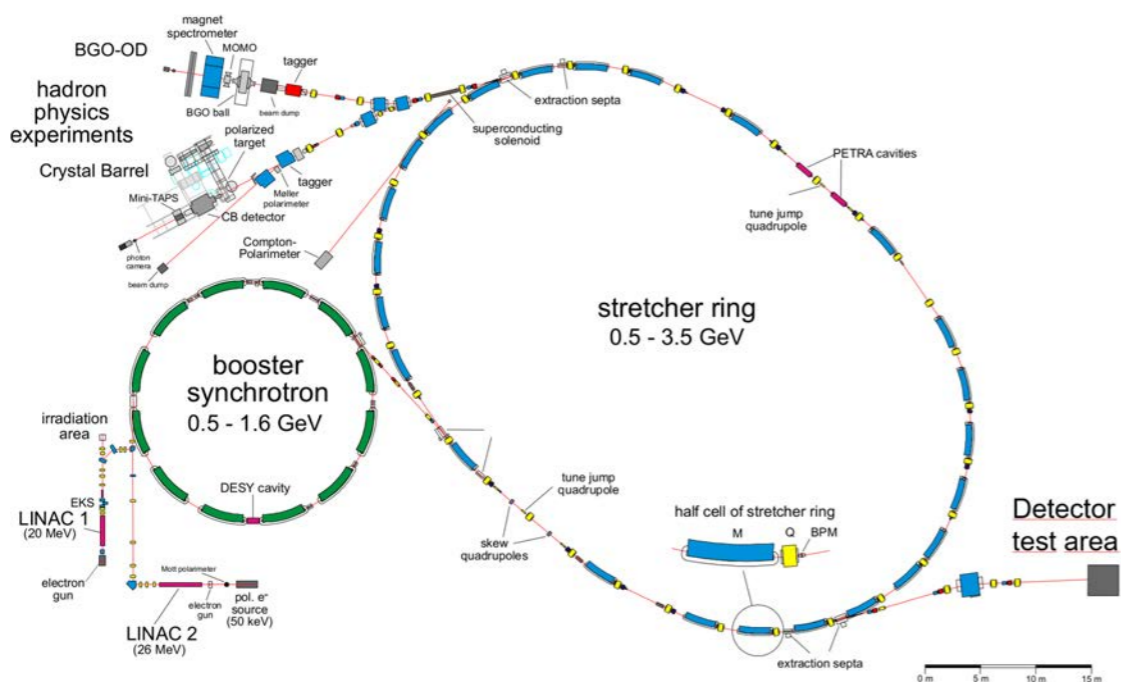 magnet
spectrometer
BGO-OD
MOMO
tagger
BGO ball
beam dump
hadron
physics
experiments
polarized
target
Crystal Barrel
tagger
Møller
polarimeter
Mini-TAPS
CB detector
photon
camera
beam dump
Compton-
Polarimeter
extraction septa
superconducting
solenoid
PETRA cavities
tune jump
quadrupole
stretcher ring
0.5 - 3.5 GeV
booster
synchrotron
0.5 - 1.6 GeV
DESY cavity
irradiation
area
EKS
LINAC 1
(20 MeV)
electron
gun
Mott polarimeter
electron
gun
pol. e⁻
source
(50 keV)
LINAC 2
(26 MeV)
tune jump
quadrupole
skew
quadrupoles
half cell of stretcher ring
M
Q
BPM
extraction septa
Detector
test area
0 m
5 m
10 m
15 m